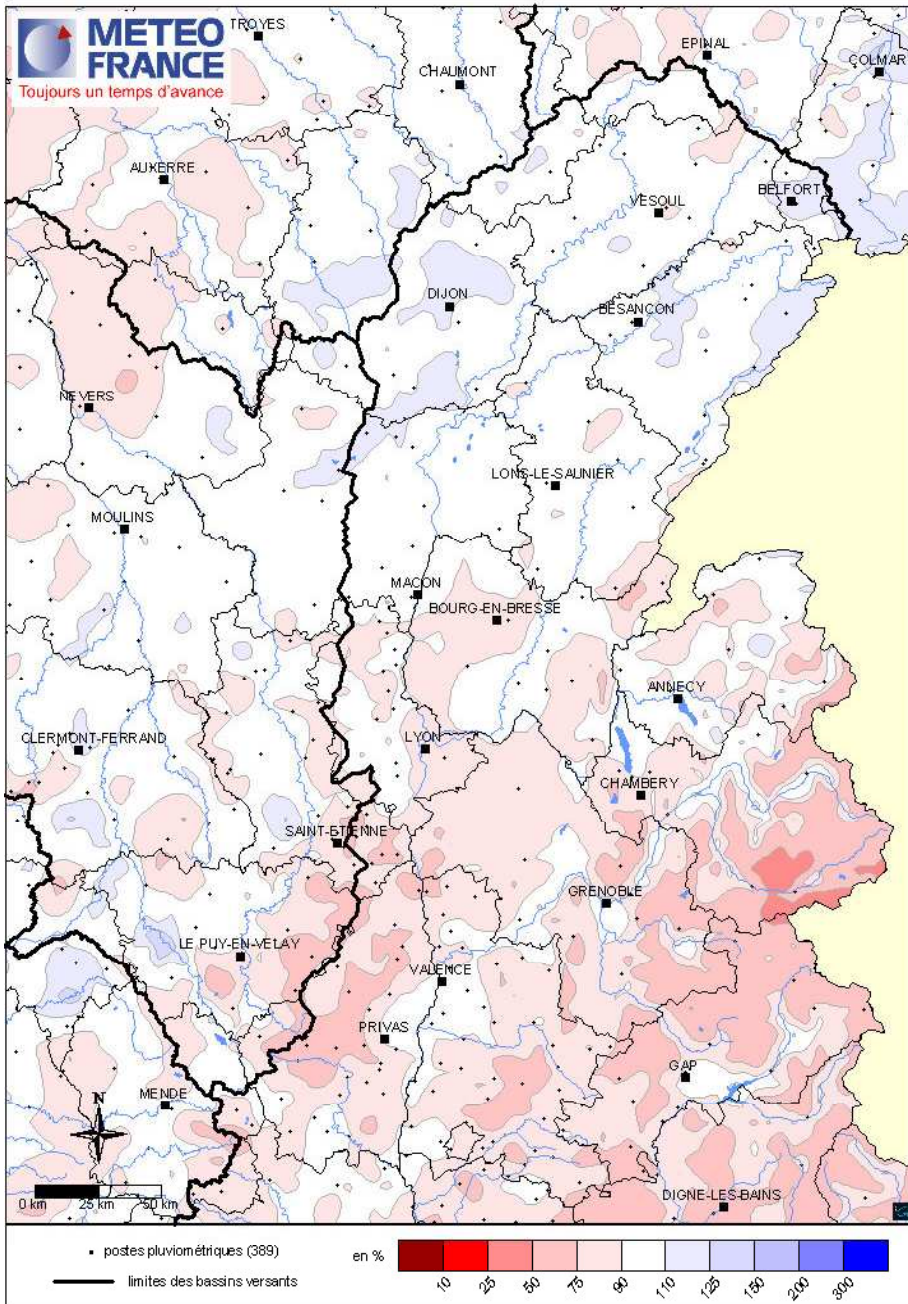 METEO
FRANCE
Toujours un temps d'avance
TROYES
CHAUMONT
EPINAL
COLMAR
AUXERRE
VESOUL
BELFORT
DIJON
BESANCON
NEVERS
LONS-LE-SAUNIER
MOULINS
MACON
BOURG-EN-BRESSE
ANNECY
CLERMONT-FERRAND
LYON
CHAMBERY
SAINT-ETIENNE
GRENOBLE
LE PUY-EN-VELAY
VALENCE
PRIVAS
GAP
MENDE
N
0 km 25 km 50 km
DIGNE-LES-BAINS
postes pluviométriques (389)
limites des bassins versants
en %
10 25 50 75 90 110 125 150 200 300